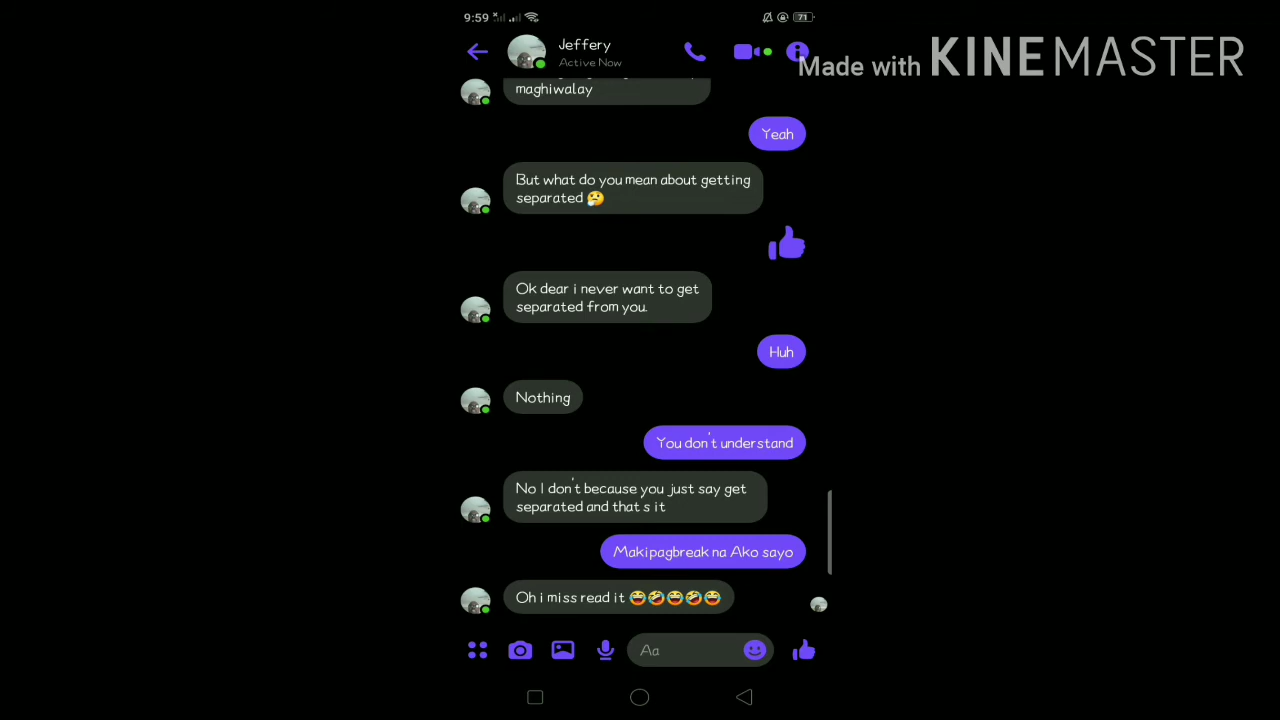 9:59
71
Jeffery
Active Now
Made with KINEMASTER
maghiwalay
Yeah
But what do you mean about getting
separated 🤔
Ok dear i never want to get
separated from you.
Huh
Nothing
You don't understand
No I don't because you just say get
separated and that s it
Makipagbreak na Ako sayo
Oh i miss read it 😂🤣😂🤣😂
Aa